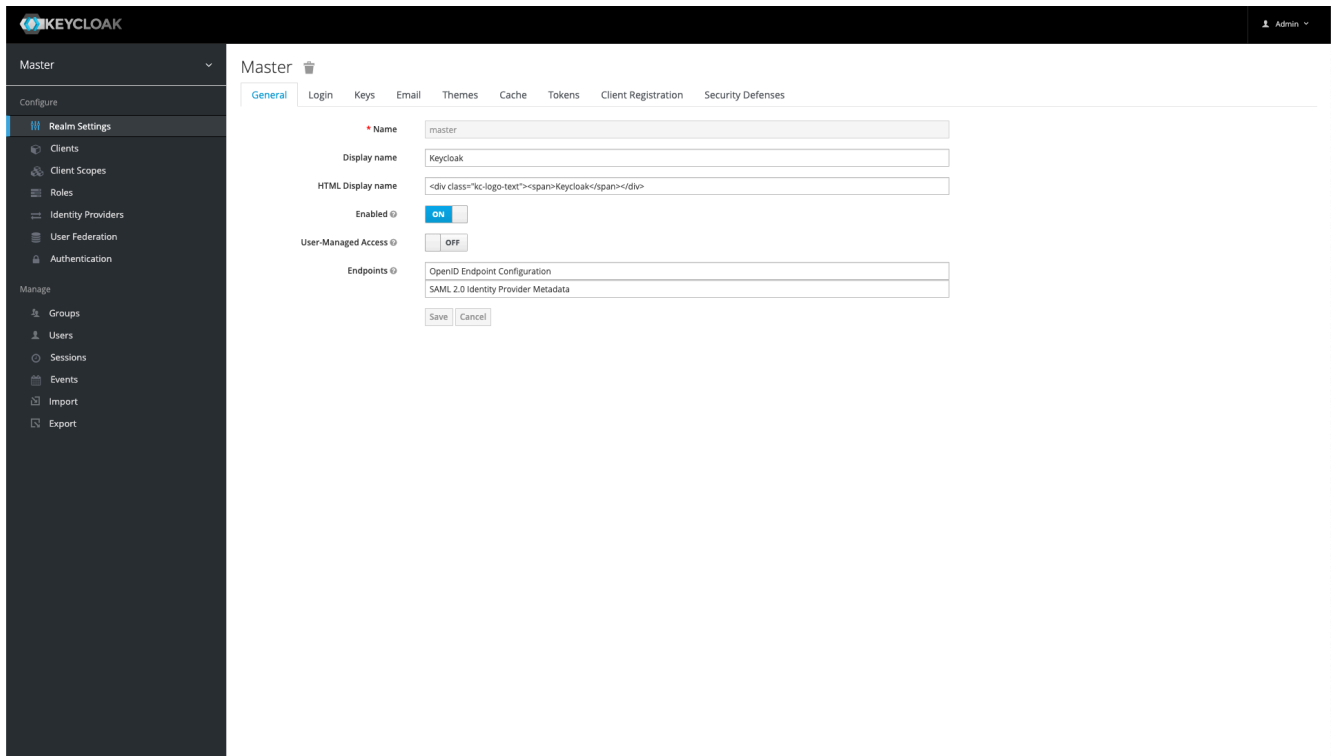 KEYCLOAK
Admin
Master
Configure
Realm Settings
Clients
Client Scopes
Roles
Identity Providers
User Federation
Authentication
Manage
Groups
Users
Sessions
Events
Import
Export
Master
General Login Keys Email Themes Cache Tokens Client Registration Security Defenses
* Name master
Display name Keycloak
HTML Display name <div class="kc-logo-text"><span>Keycloak</span></div>
Enabled ON
User-Managed Access OFF
Endpoints OpenID Endpoint Configuration
SAML 2.0 Identity Provider Metadata
Save Cancel